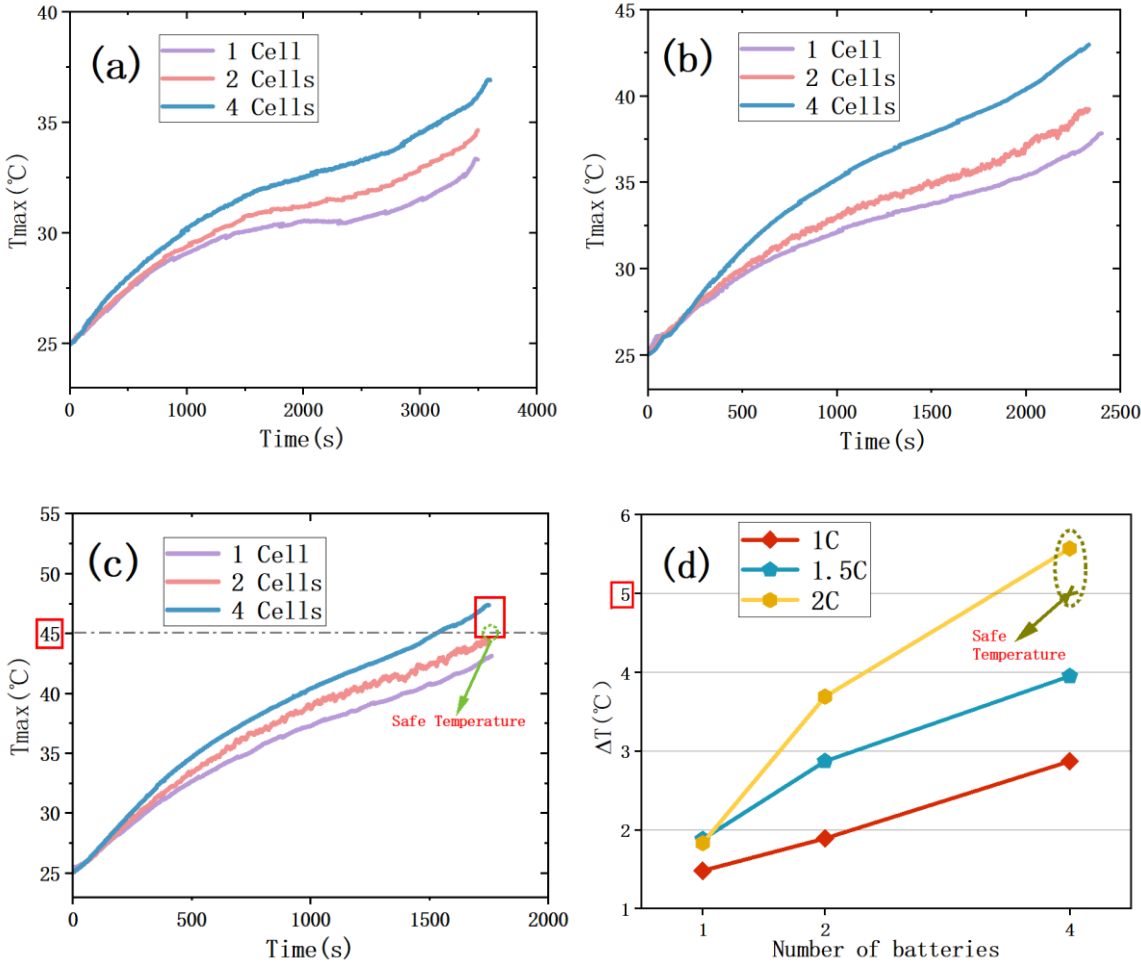 (a)
1 Cell
2 Cells
4 Cells
40
35
30
25
Tmax(℃)
0
1000
2000
3000
4000
Time(s)
(b)
1 Cell
2 Cells
4 Cells
45
40
35
30
25
Tmax(℃)
0
500
1000
1500
2000
2500
Time(s)
(c)
1 Cell
2 Cells
4 Cells
55
50
45
40
35
30
25
Tmax(℃)
Safe Temperature
0
500
1000
1500
2000
Time(s)
(d)
1C
1.5C
2C
6
5
4
3
2
1
ΔT(℃)
Safe
Temperature
1
2
4
Number of batteries